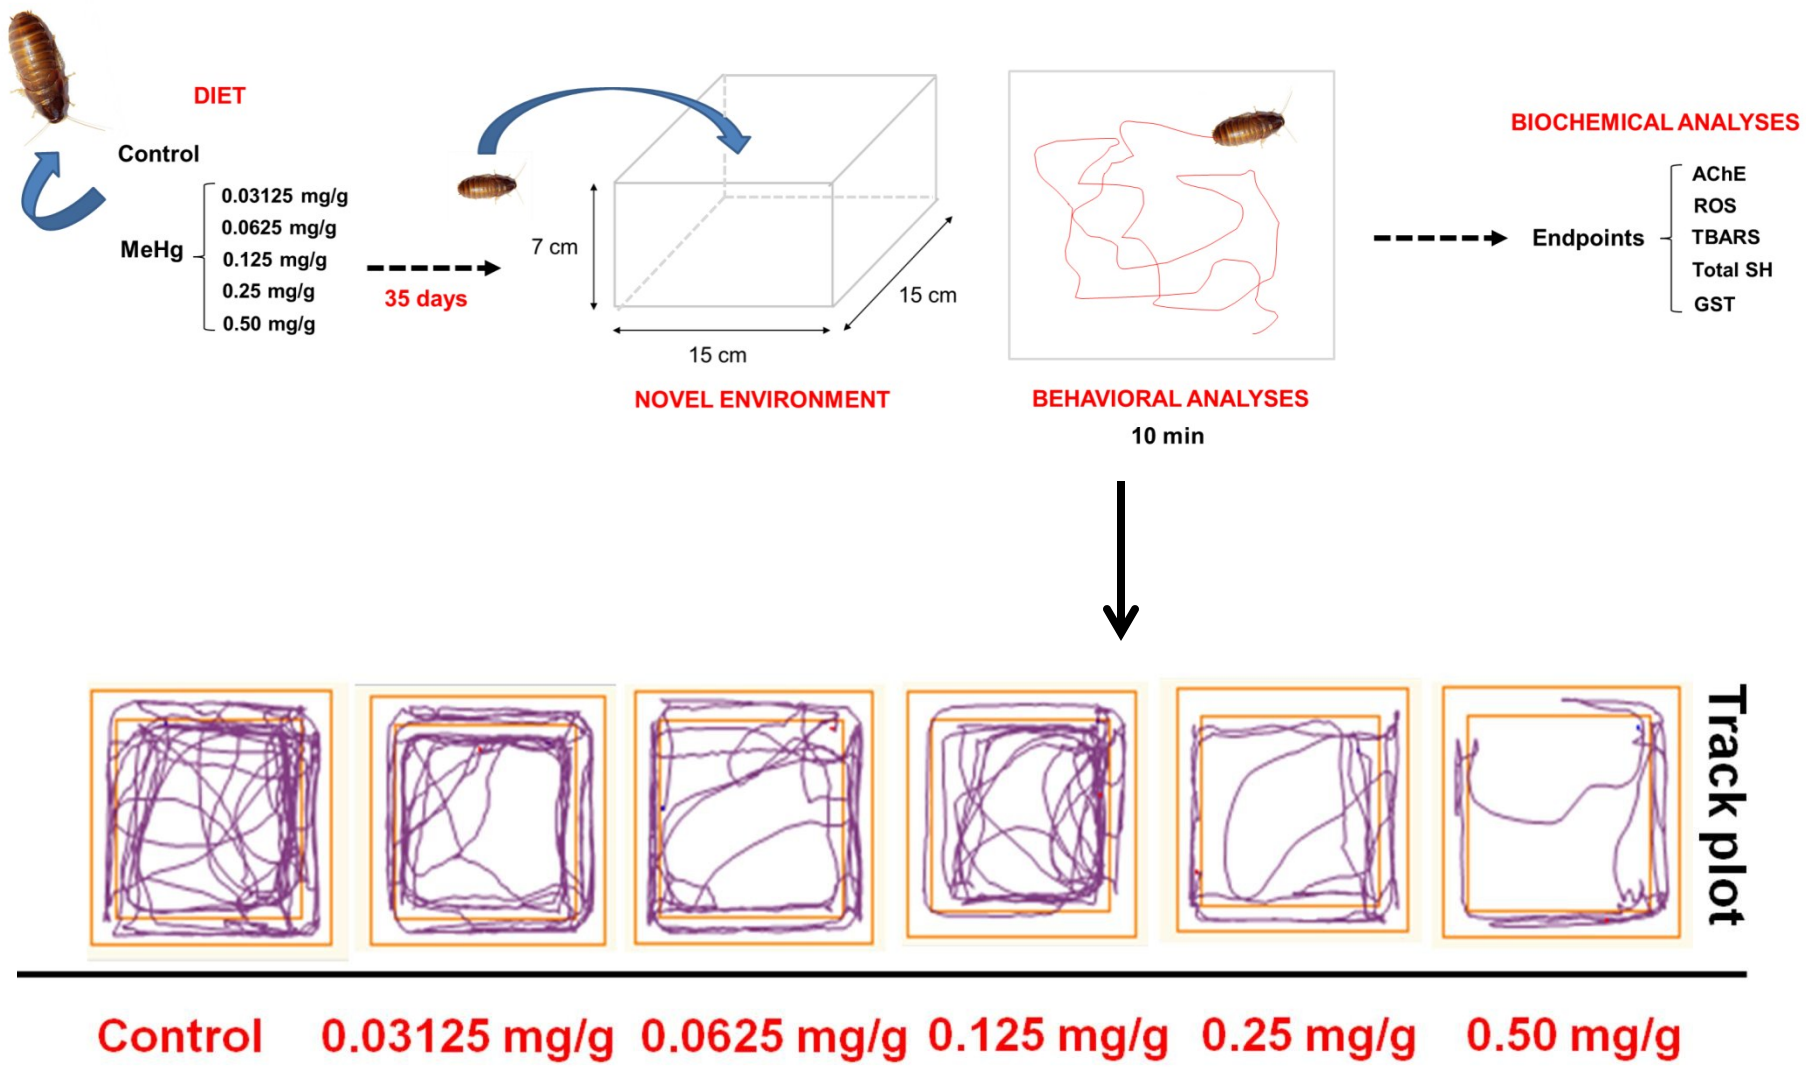 DIET
Control
MeHg
0.03125 mg/g
0.0625 mg/g
0.125 mg/g
0.25 mg/g
0.50 mg/g
35 days
7 cm
15 cm
15 cm
NOVEL ENVIRONMENT
BEHAVIORAL ANALYSES
10 min
BIOCHEMICAL ANALYSES
Endpoints
AChE
ROS
TBARS
Total SH
GST
Track plot
Control
0.03125 mg/g
0.0625 mg/g
0.125 mg/g
0.25 mg/g
0.50 mg/g